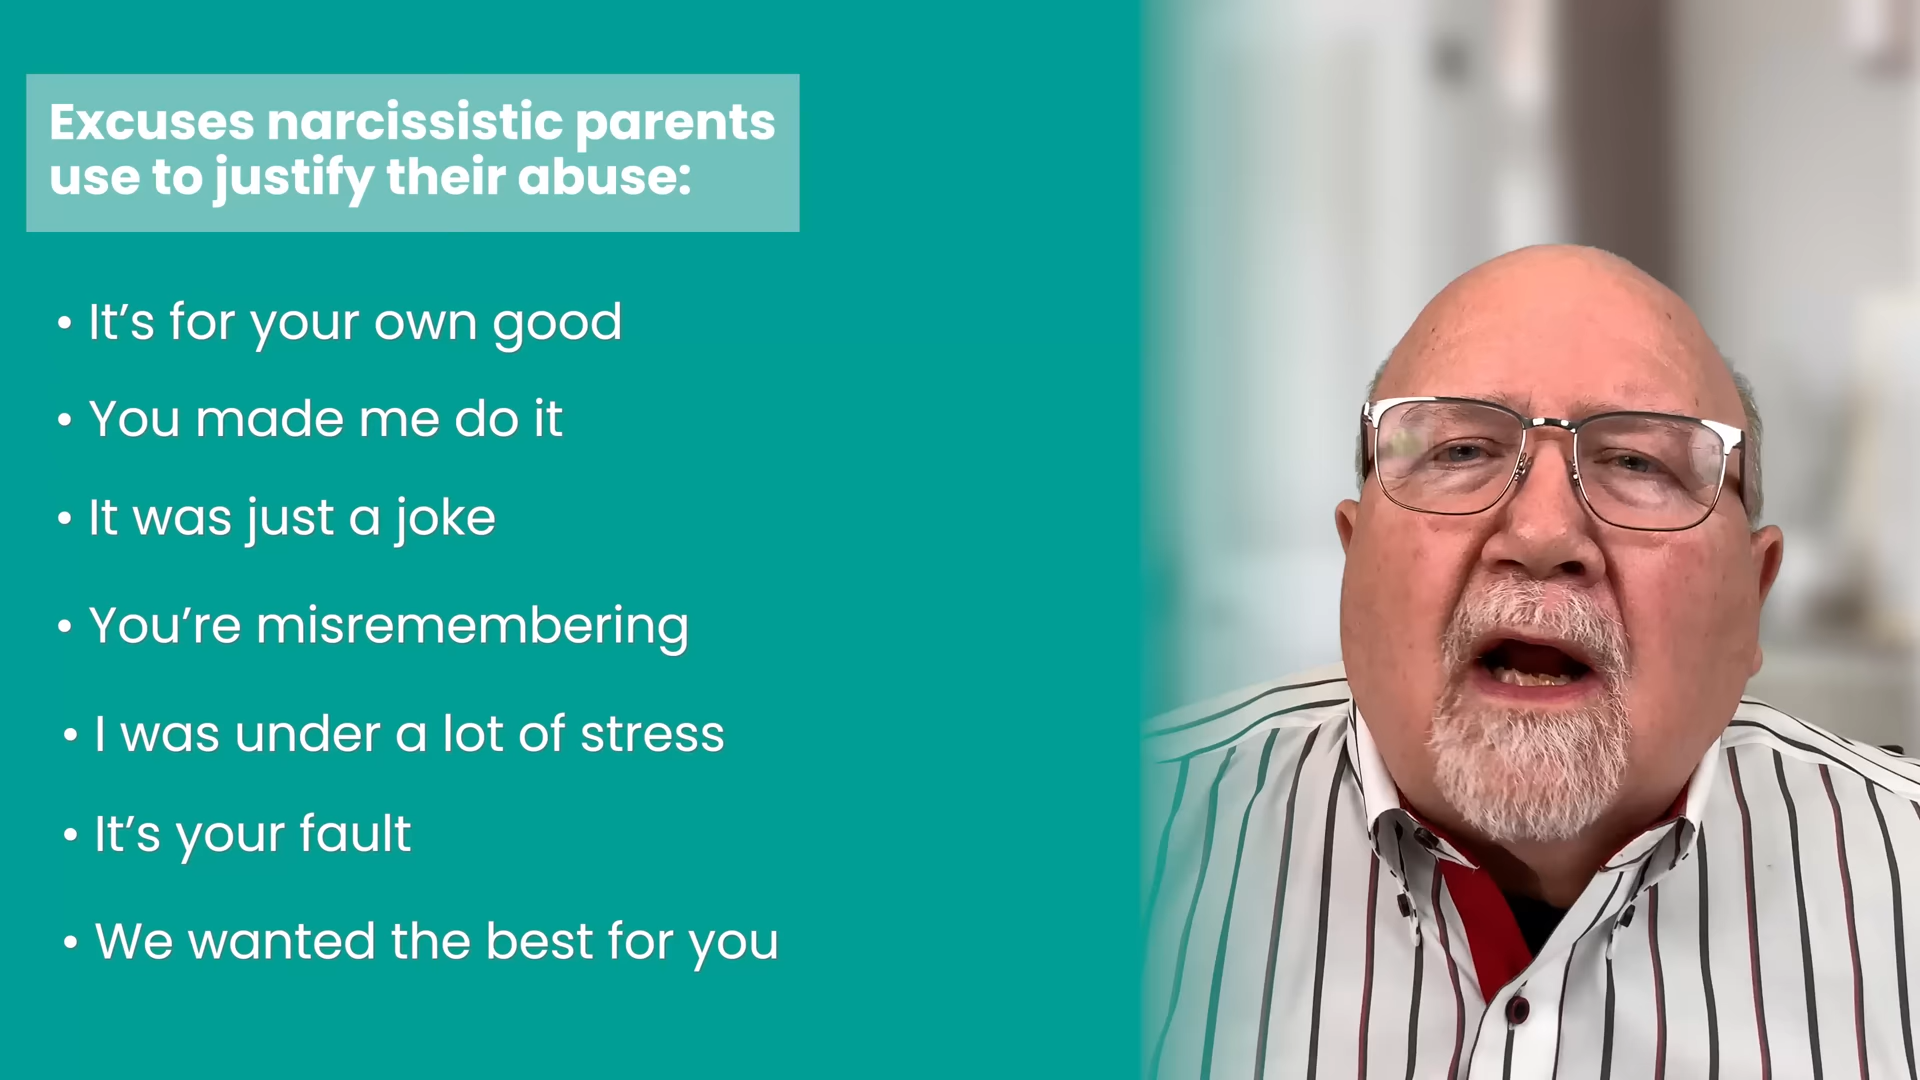 Excuses narcissistic parents
use to justify their abuse:
• It’s for your own good
• You made me do it
• It was just a joke
• You’re misremembering
• I was under a lot of stress
• It’s your fault
• We wanted the best for you